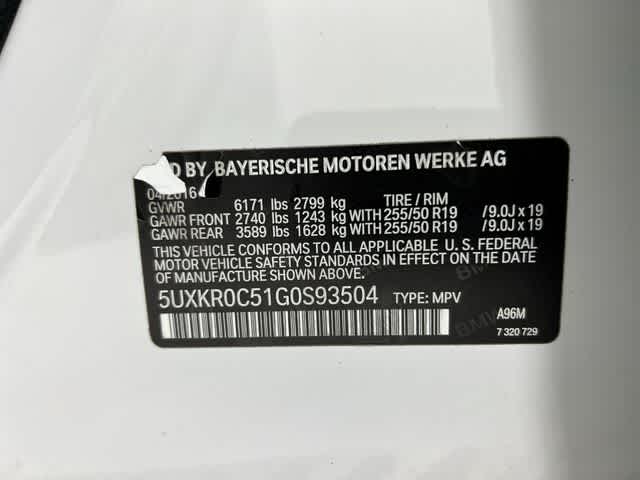 D BY BAYERISCHE MOTOREN WERKE AG
04/2016
GVWR 6171 lbs 2799 kg TIRE / RIM
GAWR FRONT 2740 lbs 1243 kg WITH 255/50 R19 /9.0J x 19
GAWR REAR 3589 lbs 1628 kg WITH 255/50 R19 /9.0J x 19
THIS VEHICLE CONFORMS TO ALL APPLICABLE U. S. FEDERAL
MOTOR VEHICLE SAFETY STANDARDS IN EFFECT ON THE
DATE OF MANUFACTURE SHOWN ABOVE.
5UXKR0C51G0S93504 TYPE: MPV
A96M
7 320 729